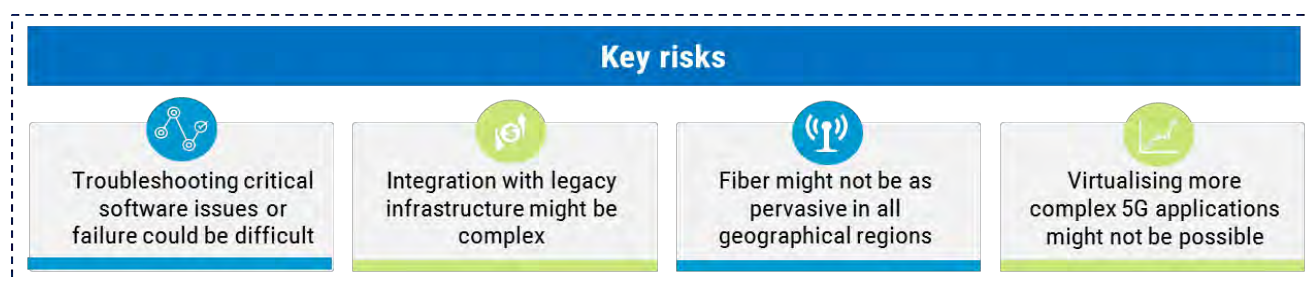 Key risks
Troubleshooting critical
software issues or
failure could be difficult
Integration with legacy
infrastructure might be
complex
Fiber might not be as
pervasive in all
geographical regions
Virtualising more
complex 5G applications
might not be possible